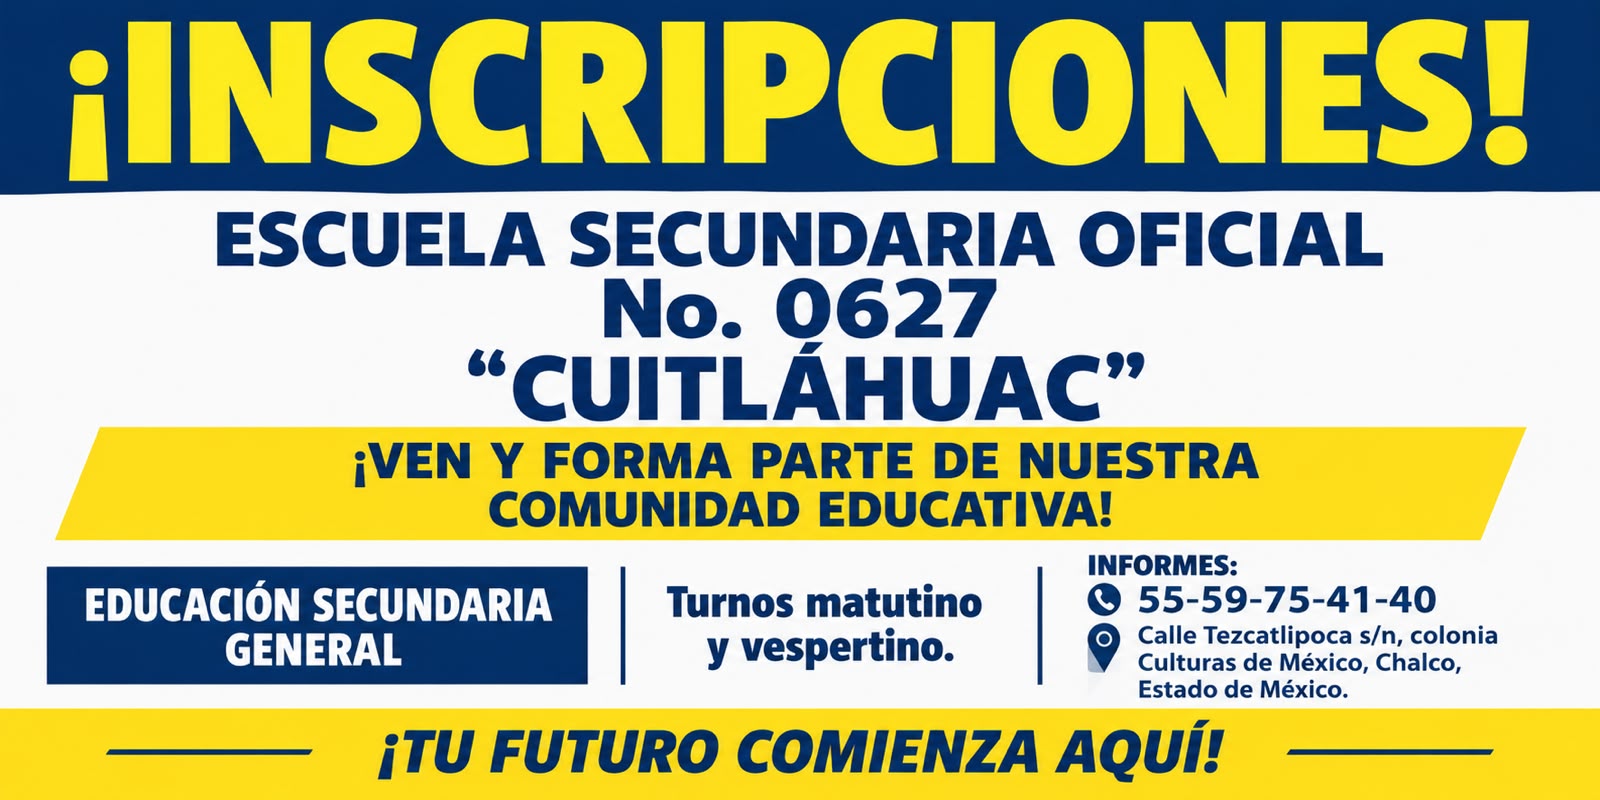 ¡INSCRIPCIONES!
ESCUELA SECUNDARIA OFICIAL
No. 0627
“CUITLÁHUAC”
¡VEN Y FORMA PARTE DE NUESTRA
COMUNIDAD EDUCATIVA!
EDUCACIÓN SECUNDARIA
GENERAL
Turnos matutino
y vespertino.
INFORMES:
55-59-75-41-40
Calle Tezcatlipoca s/n, colonia
Culturas de México, Chalco,
Estado de México.
¡TU FUTURO COMIENZA AQUÍ!